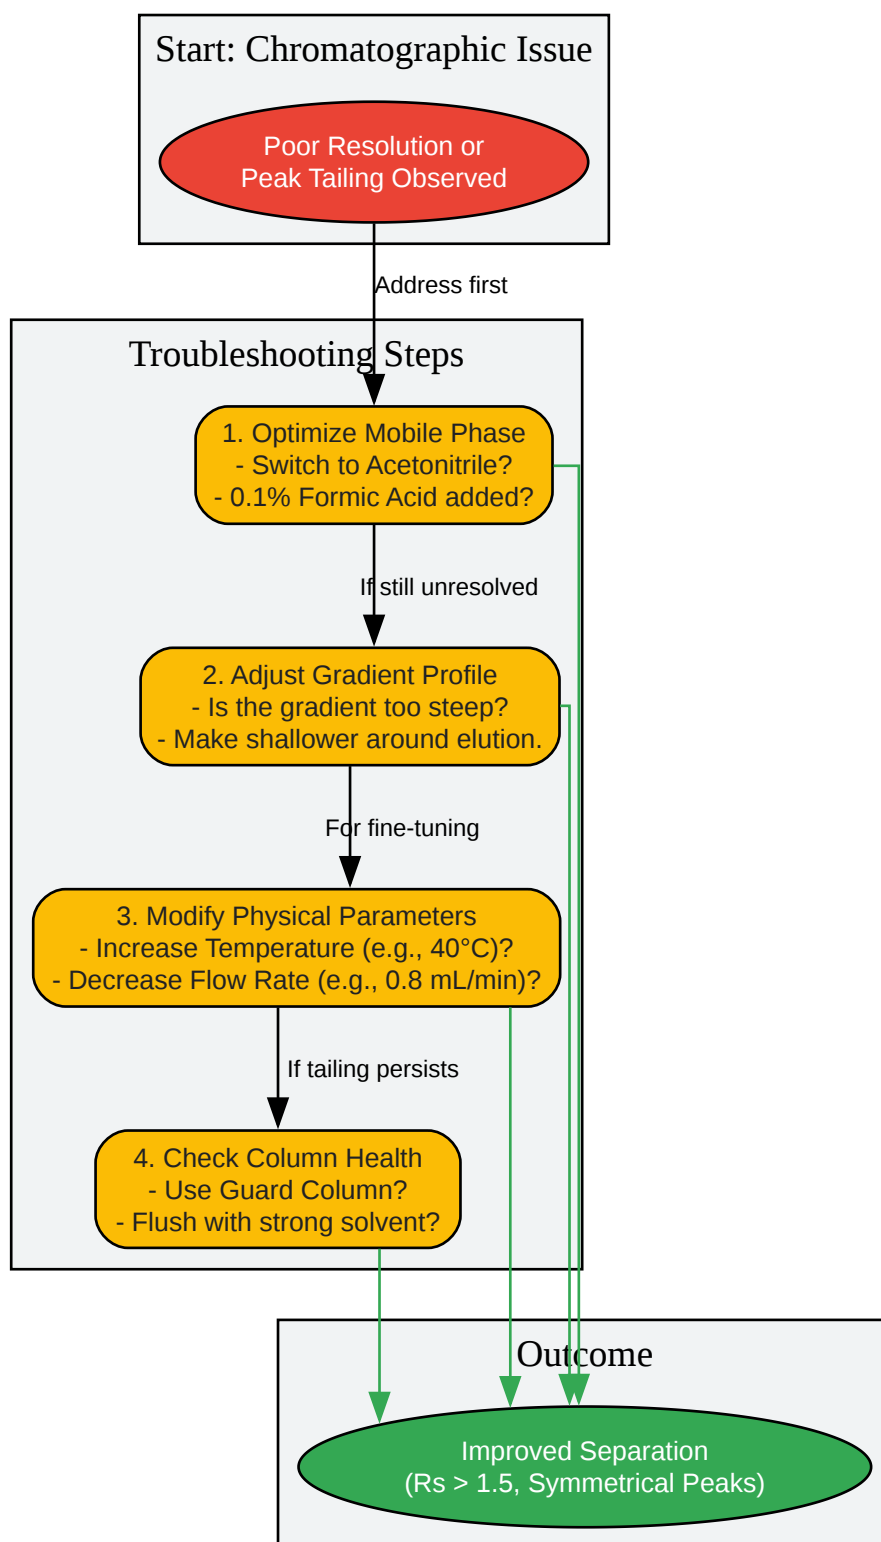 Start: Chromatographic Issue
Poor Resolution or
Peak Tailing Observed
Address first
Troubleshooting Steps
1. Optimize Mobile Phase
- Switch to Acetonitrile?
- 0.1% Formic Acid added?
If still unresolved
2. Adjust Gradient Profile
- Is the gradient too steep?
- Make shallower around elution.
For fine-tuning
3. Modify Physical Parameters
- Increase Temperature (e.g., 40°C)?
- Decrease Flow Rate (e.g., 0.8 mL/min)?
If tailing persists
4. Check Column Health
- Use Guard Column?
- Flush with strong solvent?
Outcome
Improved Separation
(Rs > 1.5, Symmetrical Peaks)